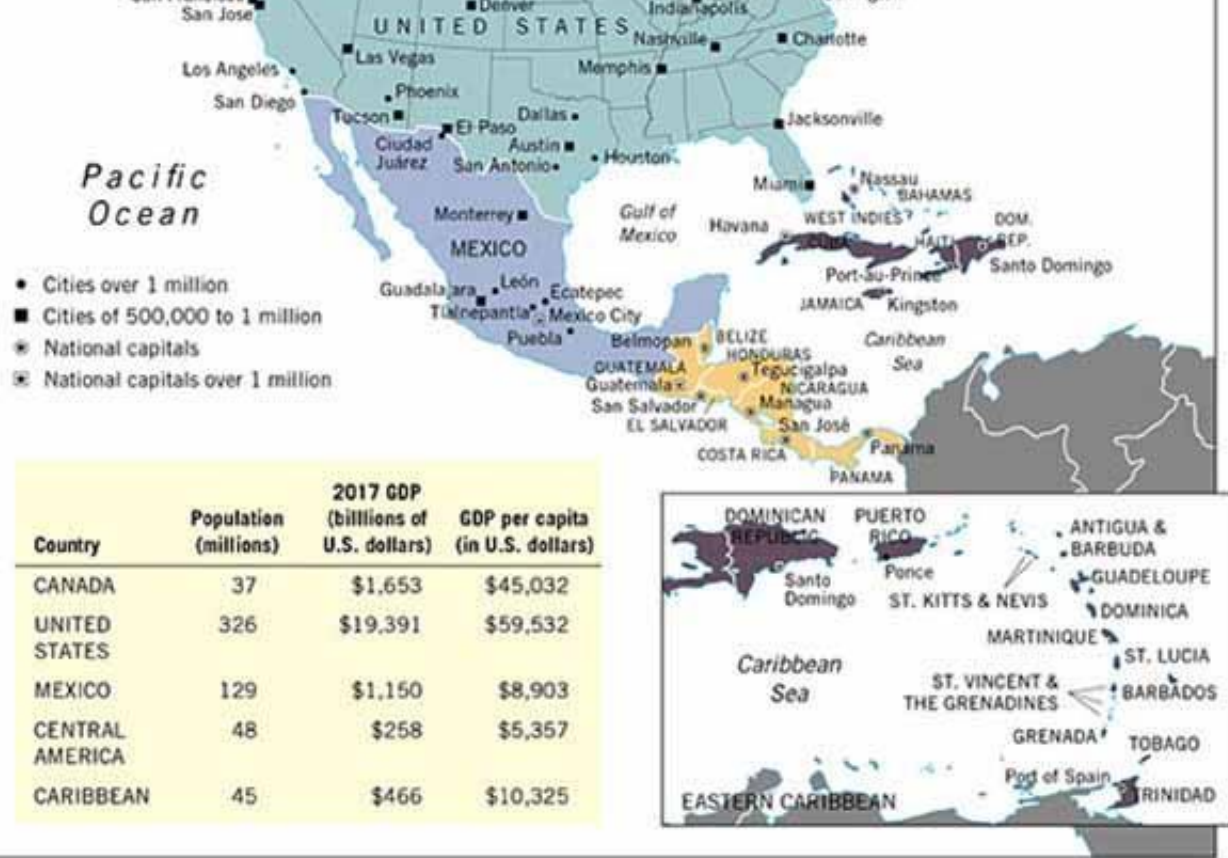 San Jose
Denver
Indianapolis
UNITED STATES
Nashville
Charlotte
Las Vegas
Memphis
Los Angeles
Phoenix
San Diego
Tucson
Dallas
Jacksonville
El Paso
Ciudad
Juárez
Austin
San Antonio
Houston
Pacific
Ocean
Miami
Nassau
BAHAMAS
Monterrey
Gulf of
Mexico
Havana
WEST INDIES
CUBA
HAITI
DOM.
REP.
MEXICO
Port-au-Prince
Santo Domingo
JAMAICA
Kingston
Cities over 1 million
Cities of 500,000 to 1 million
National capitals
National capitals over 1 million
Guadalajara
León
Ecatepec
Tlalnepantla
Mexico City
Puebla
Belmopan
BELIZE
Caribbean
Sea
HONDURAS
GUATEMALA
Tegucigalpa
Guatemala
NICARAGUA
San Salvador
Managua
EL SALVADOR
San José
COSTA RICA
Panama
PANAMA
Country
Population
(millions)
2017 GDP
(billlions of
U.S. dollars)
GDP per capita
(in U.S. dollars)
CANADA 37 $1,653 $45,032
UNITED 326 $19,391 $59,532
STATES
MEXICO 129 $1,150 $8,903
CENTRAL 48 $258 $5,357
AMERICA
CARIBBEAN 45 $466 $10,325
DOMINICAN
REPUBLIC
PUERTO
RICO
ANTIGUA &
BARBUDA
Santo
Domingo
Ponce
ST. KITTS & NEVIS
GUADELOUPE
DOMINICA
MARTINIQUE
Caribbean
Sea
ST. LUCIA
ST. VINCENT &
THE GRENADINES
BARBADOS
GRENADA
TOBAGO
Port of Spain
TRINIDAD
EASTERN CARIBBEAN